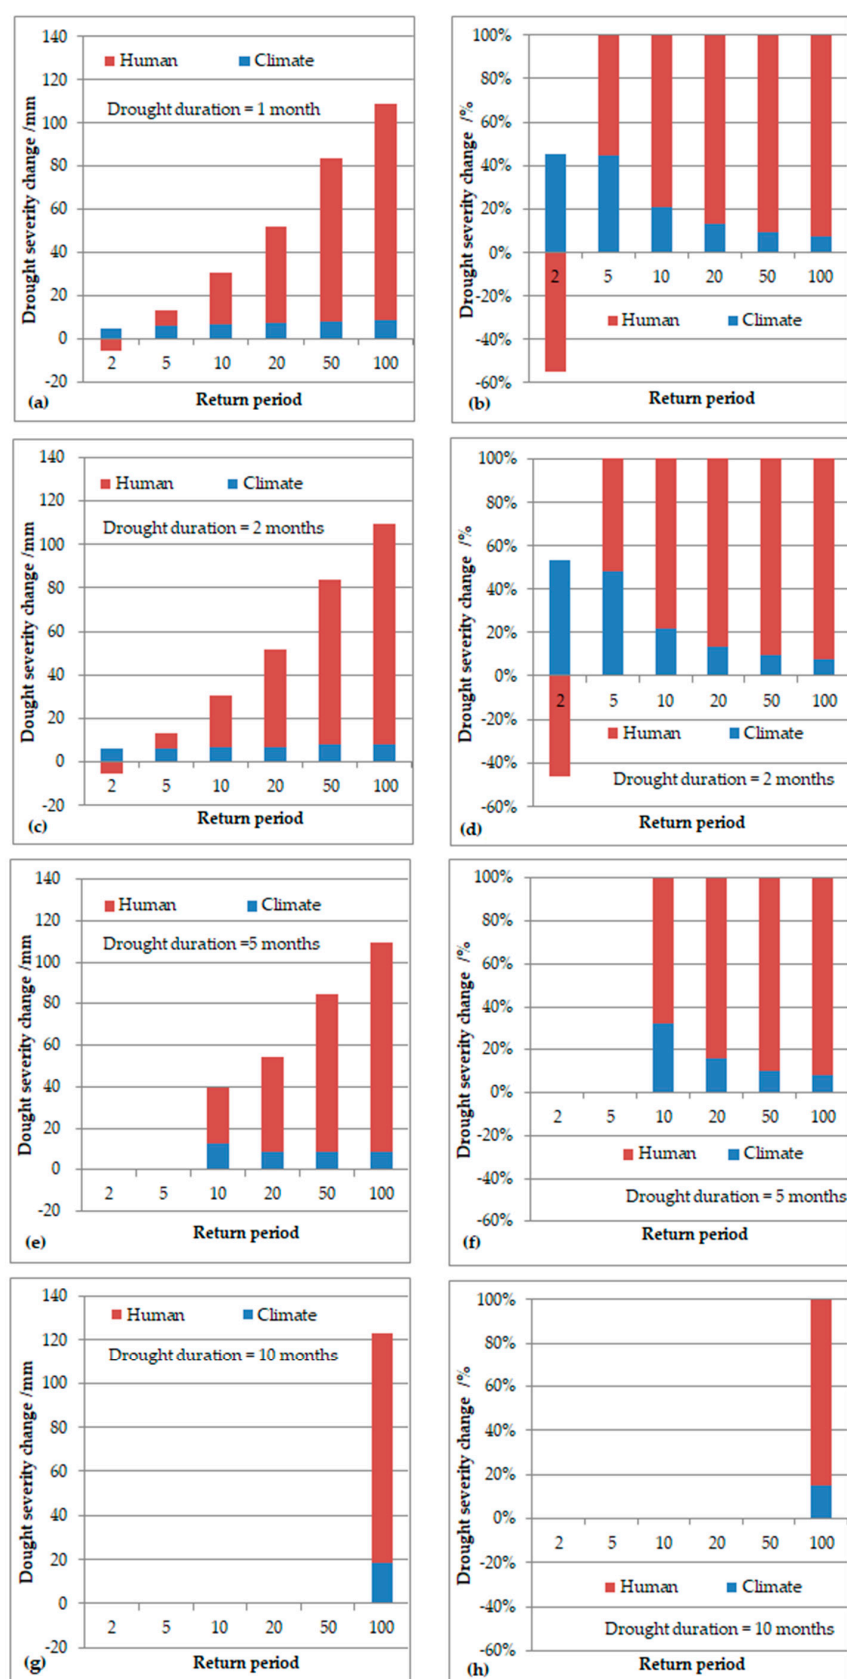 140
120
100
80
60
40
20
0
-20
Drought severity change /mm
Human Climate
Drought duration = 1 month
2 5 10 20 50 100
Return period
(a)
100%
80%
60%
40%
20%
0%
-20%
-40%
-60%
Drought severity change /%
2 5 10 20 50 100
Human Climate
Return period
(b)
140
120
100
80
60
40
20
0
-20
Dought severity change /mm
Human Climate
Drought duration = 2 months
2 5 10 20 50 100
Return period
(c)
100%
80%
60%
40%
20%
0%
-20%
-40%
-60%
Drought severity change /%
2 5 10 20 50 100
Human Climate
Drought duration = 2 months
Return period
(d)
140
120
100
80
60
40
20
0
-20
Dought severity change /mm
Human Climate
Drought duration =5 months
2 5 10 20 50 100
Return period
(e)
100%
80%
60%
40%
20%
0%
-20%
-40%
-60%
Drought severity change /%
2 5 10 20 50 100
Human Climate
Drought duration = 5 months
Return period
(f)
140
120
100
80
60
40
20
0
-20
Dought severity change /mm
Human Climate
Drought duration = 10 months
2 5 10 20 50 100
Return period
(g)
100%
80%
60%
40%
20%
0%
-20%
-40%
-60%
Drought severity change /%
2 5 10 20 50 100
Human Climate
Drought duration = 10 months
Return period
(h)